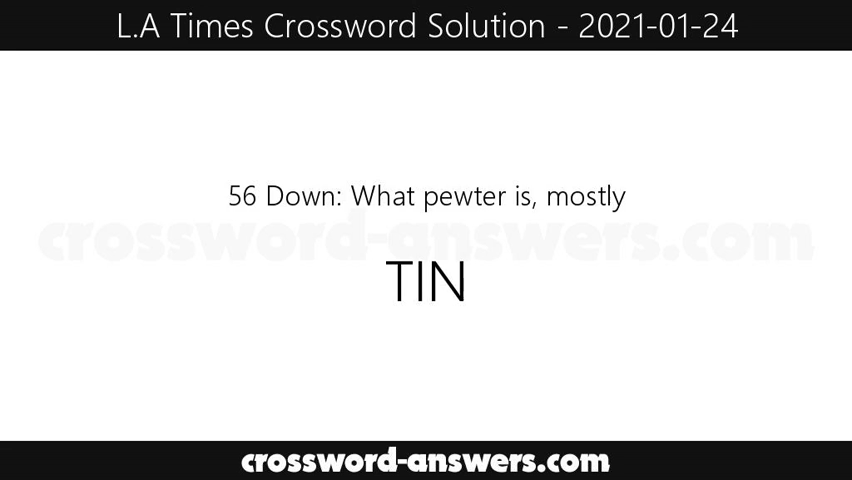 L.A Times Crossword Solution - 2021-01-24
56 Down: What pewter is, mostly
crossword-answers.com
TIN
crossword-answers.com